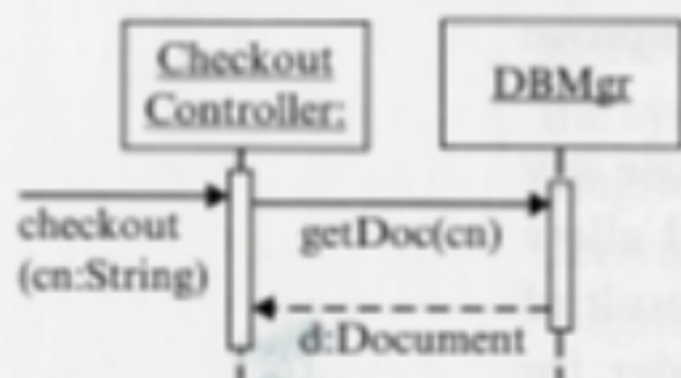 Checkout
Controller:
DBMgr
checkout
(cn:String)
getDoc(cn)
d:Document